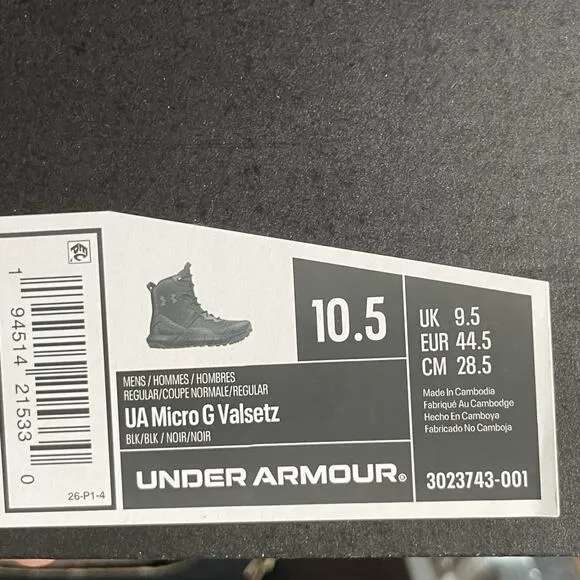 1 94514 21533 0
26-P1-4
10.5
MENS / HOMMES / HOMBRES
REGULAR/COUPE NORMALE/REGULAR
UA Micro G Valsetz
BLK/BLK / NOIR/NOIR
UNDER ARMOUR®
UK 9.5
EUR 44.5
CM 28.5
Made In Cambodia
Fabriqué Au Cambodge
Hecho En Camboya
Fabricado No Camboja
3023743-001